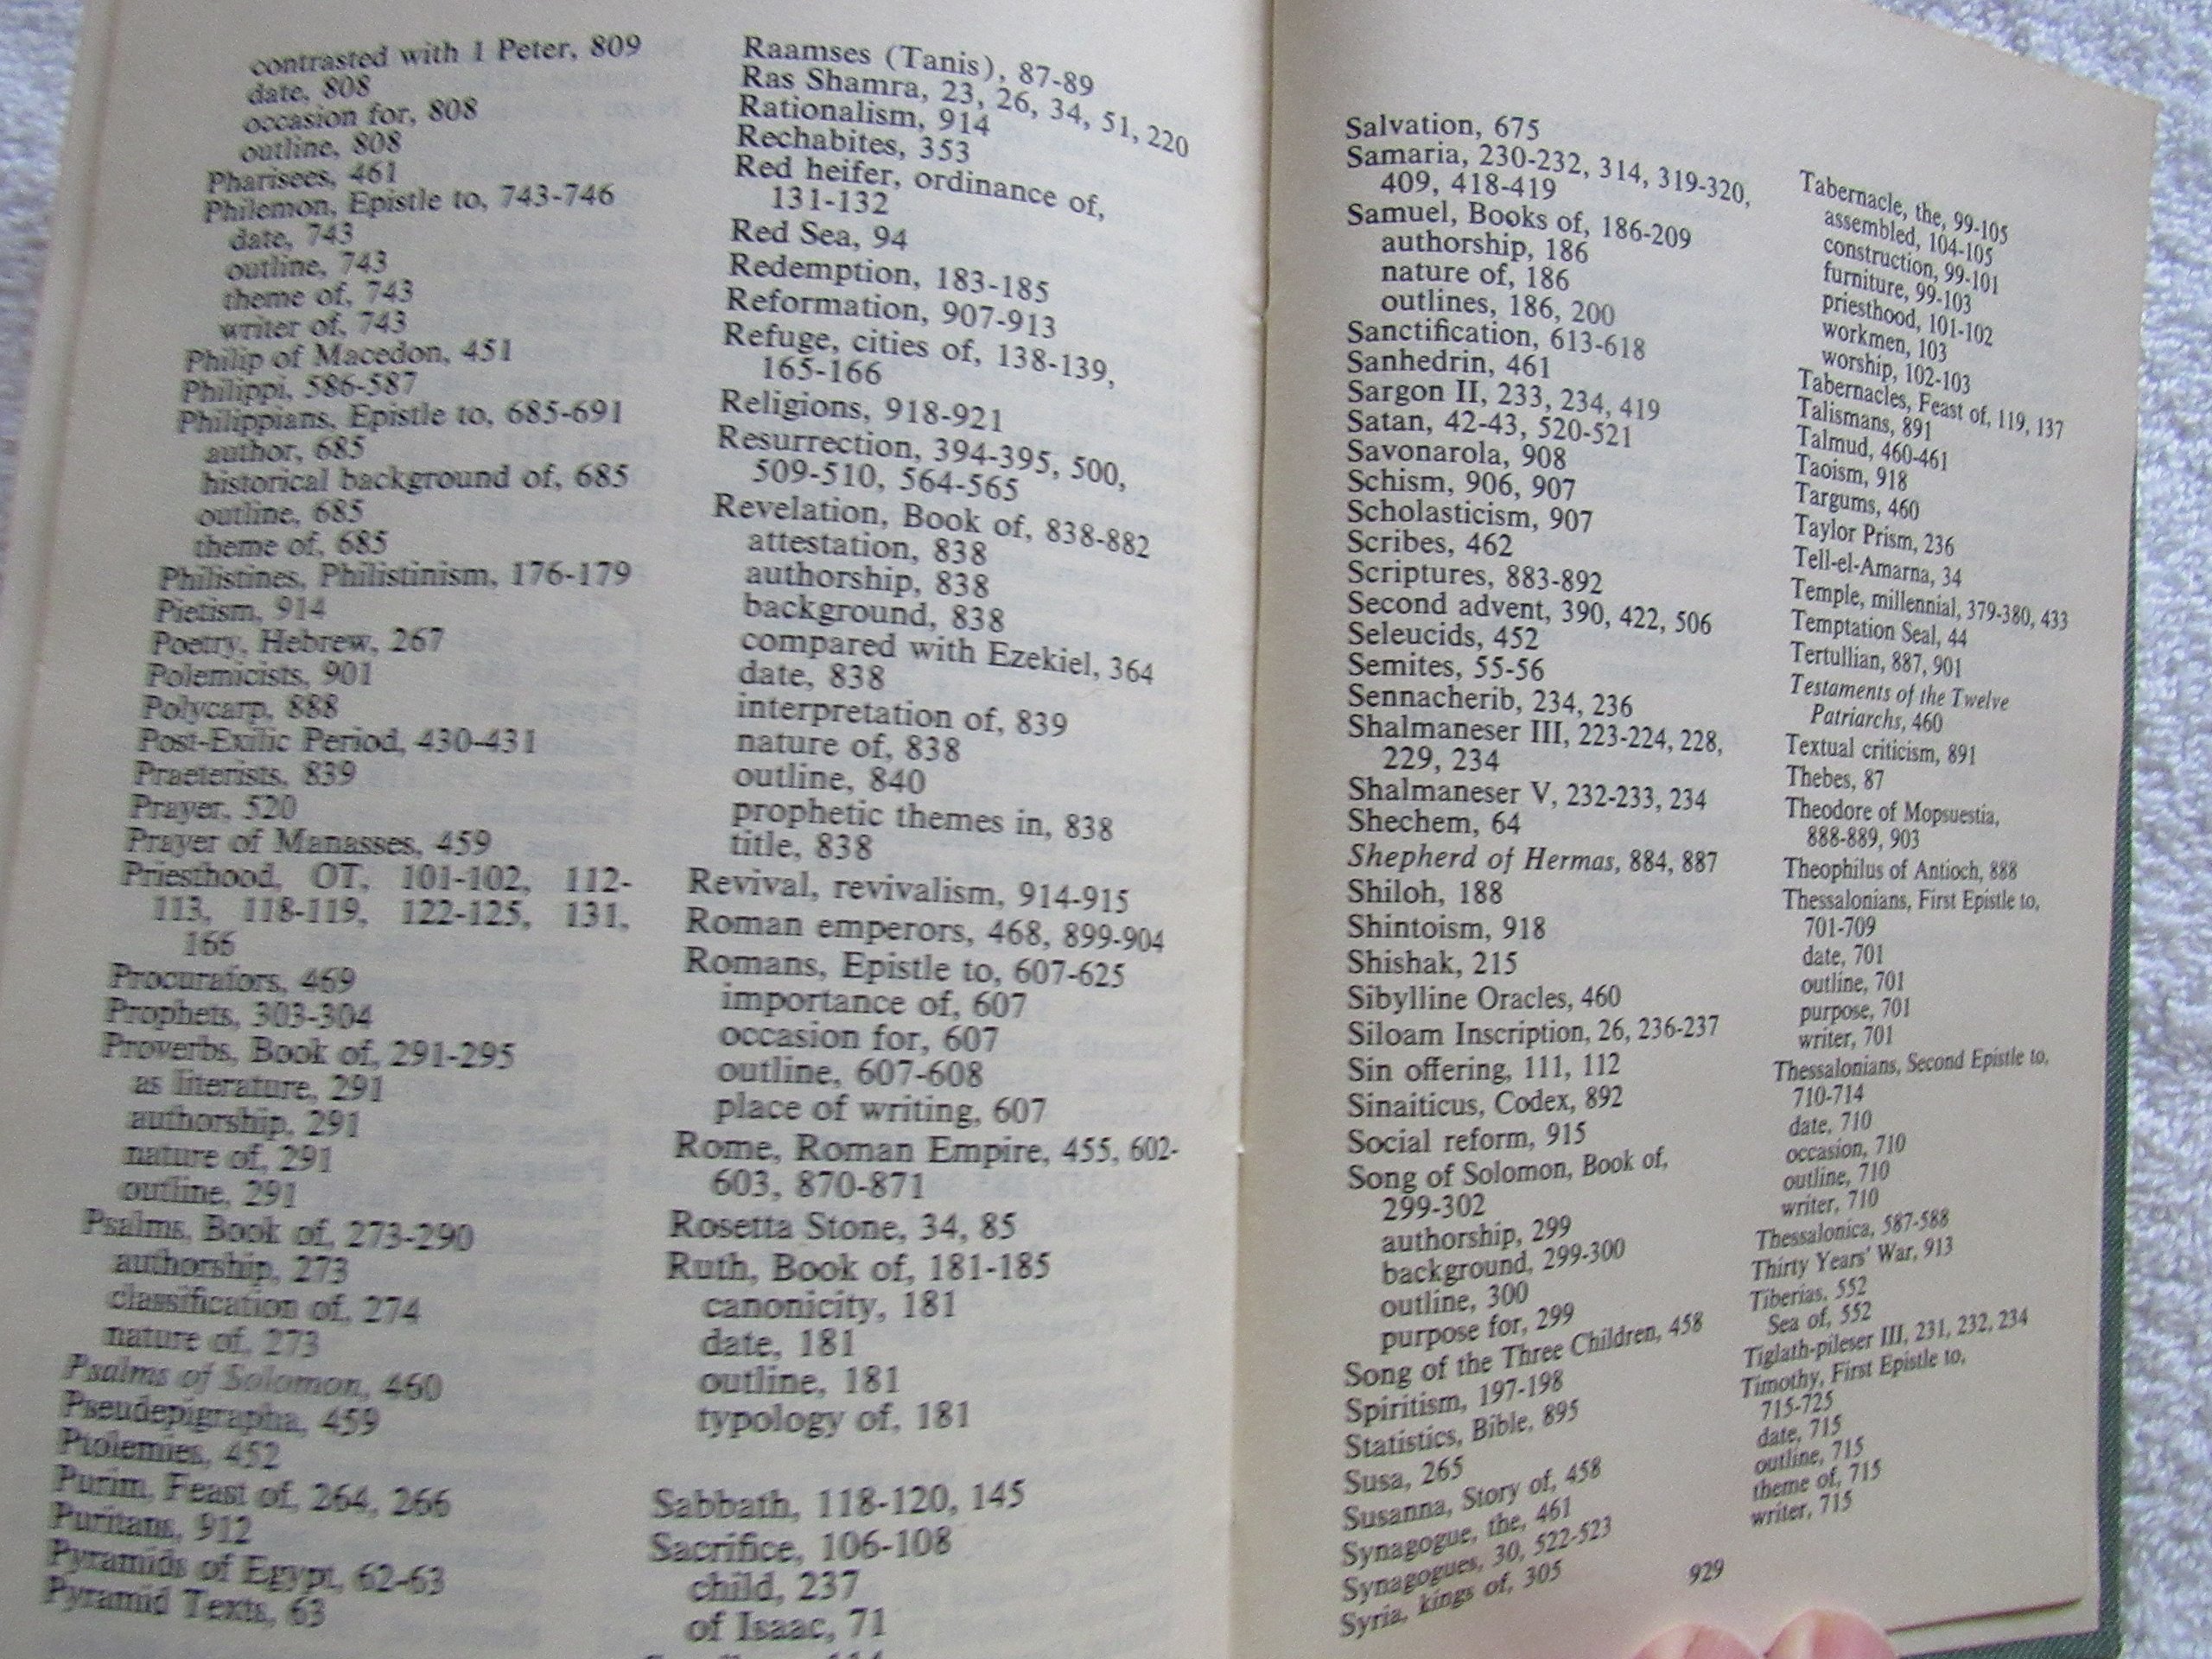 contrasted with 1 Peter, 809
date, 808
occasion for, 808
outline, 808
Pharisees, 461
Philemon, Epistle to, 743-746
date, 743
outline, 743
theme of, 743
writer of, 743
Philip of Macedon, 451
Philippi, 586-587
Philippians, Epistle to, 685-691
author, 685
historical background of, 685
outline, 685
theme of, 685
Philistines, Philistinism, 176-179
Pietism, 914
Poetry, Hebrew, 267
Polemicists, 901
Polycarp, 888
Post-Exilic Period, 430-431
Praeterists, 839
Prayer, 520
Prayer of Manasses, 459
Priesthood, OT, 101-102, 112-
113, 118-119, 122-125, 131,
166
Procurators, 469
Prophets, 303-304
Proverbs, Book of, 291-295
as literature, 291
authorship, 291
nature of, 291
outline, 291
Psalms, Book of, 273-290
authorship, 273
classification of, 274
nature of, 273
Psalms of Solomon, 460
Pseudepigrapha, 459
Ptolemies, 452
Purim, Feast of, 264, 266
Puritans, 912
Pyramids of Egypt, 62-63
Pyramid Texts, 63
Raamses (Tanis), 87-89
Ras Shamra, 23, 26, 34, 51, 220
Rationalism, 914
Rechabites, 353
Red heifer, ordinance of,
131-132
Red Sea, 94
Redemption, 183-185
Reformation, 907-913
Refuge, cities of, 138-139,
165-166
Religions, 918-921
Resurrection, 394-395, 500,
509-510, 564-565
Revelation, Book of, 838-882
attestation, 838
authorship, 838
background, 838
compared with Ezekiel, 364
date, 838
interpretation of, 839
nature of, 838
outline, 840
prophetic themes in, 838
title, 838
Revival, revivalism, 914-915
Roman emperors, 468, 899-904
Romans, Epistle to, 607-625
importance of, 607
occasion for, 607
outline, 607-608
place of writing, 607
Rome, Roman Empire, 455, 602-
603, 870-871
Rosetta Stone, 34, 85
Ruth, Book of, 181-185
canonicity, 181
date, 181
outline, 181
typology of, 181
Sabbath, 118-120, 145
Sacrifice, 106-108
child, 237
of Isaac, 71
Salvation, 675
Samaria, 230-232, 314, 319-320,
409, 418-419
Samuel, Books of, 186-209
authorship, 186
nature of, 186
outlines, 186, 200
Sanctification, 613-618
Sanhedrin, 461
Sargon II, 233, 234, 419
Satan, 42-43, 520-521
Savonarola, 908
Schism, 906, 907
Scholasticism, 907
Scribes, 462
Scriptures, 883-892
Second advent, 390, 422, 506
Seleucids, 452
Semites, 55-56
Sennacherib, 234, 236
Shalmaneser III, 223-224, 228,
229, 234
Shalmaneser V, 232-233, 234
Shechem, 64
Shepherd of Hermas, 884, 887
Shiloh, 188
Shintoism, 918
Shishak, 215
Sibylline Oracles, 460
Siloam Inscription, 26, 236-237
Sin offering, 111, 112
Sinaiticus, Codex, 892
Social reform, 915
Song of Solomon, Book of,
299-302
authorship, 299
background, 299-300
outline, 300
purpose for, 299
Song of the Three Children, 458
Spiritism, 197-198
Statistics, Bible, 895
Susa, 265
Susanna, Story of, 458
Synagogue, the, 461
Synagogues, 30, 522-523
Syria, kings of, 305
Tabernacle, the, 99-105
assembled, 104-105
construction, 99-101
furniture, 99-103
priesthood, 101-102
workmen, 103
worship, 102-103
Tabernacles, Feast of, 119, 137
Talismans, 891
Talmud, 460-461
Taoism, 918
Targums, 460
Taylor Prism, 236
Tell-el-Amarna, 34
Temple, millennial, 379-380, 433
Temptation Seal, 44
Tertullian, 887, 901
Testaments of the Twelve
Patriarchs, 460
Textual criticism, 891
Thebes, 87
Theodore of Mopsuestia,
888-889, 903
Theophilus of Antioch, 888
Thessalonians, First Epistle to,
701-709
date, 701
outline, 701
purpose, 701
writer, 701
Thessalonians, Second Epistle to,
710-714
date, 710
occasion, 710
outline, 710
writer, 710
Thessalonica, 587-588
Thirty Years' War, 913
Tiberias, 552
Sea of, 552
Tiglath-pileser III, 231, 232, 234
Timothy, First Epistle to,
715-725
date, 715
outline, 715
theme of, 715
writer, 715
929